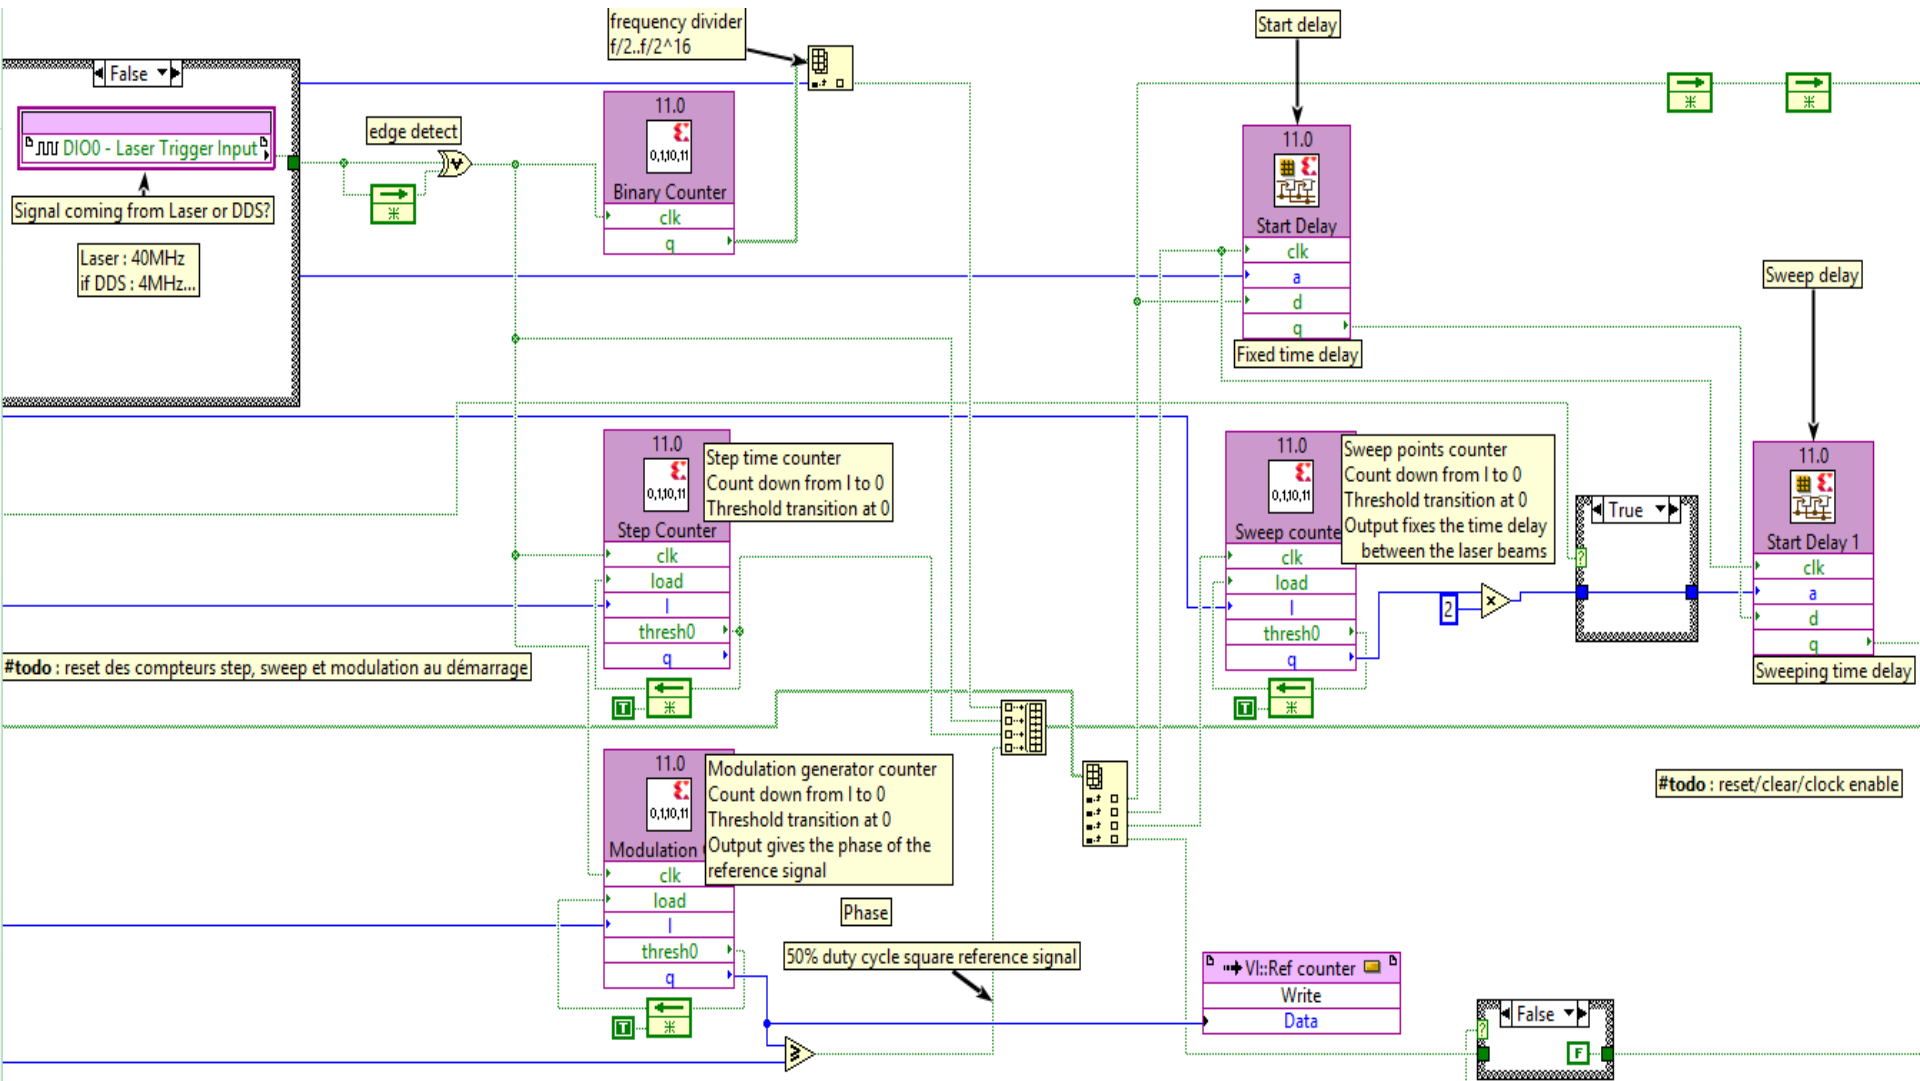 frequency divider
f/2..f/2^16
Start delay
False
DIO0 - Laser Trigger Input
edge detect
Signal coming from Laser or DDS?
Laser : 40MHz
if DDS : 4MHz...
11.0
0,1,10,11
Binary Counter
clk
q
11.0
Start Delay
clk
a
d
q
Fixed time delay
Sweep delay
11.0
0,1,10,11
Step Counter
clk
load
l
thresh0
q
Step time counter
Count down from l to 0
Threshold transition at 0
T
11.0
0,1,10,11
Sweep counte
clk
load
l
thresh0
q
Sweep points counter
Count down from l to 0
Threshold transition at 0
Output fixes the time delay
between the laser beams
T
2
x
True
?
11.0
Start Delay 1
clk
a
d
q
Sweeping time delay
#todo : reset des compteurs step, sweep et modulation au démarrage
#todo : reset/clear/clock enable
11.0
0,1,10,11
Modulation
clk
load
l
thresh0
q
Modulation generator counter
Count down from l to 0
Threshold transition at 0
Output gives the phase of the
reference signal
T
Phase
50% duty cycle square reference signal
VI::Ref counter
Write
Data
False
?
F